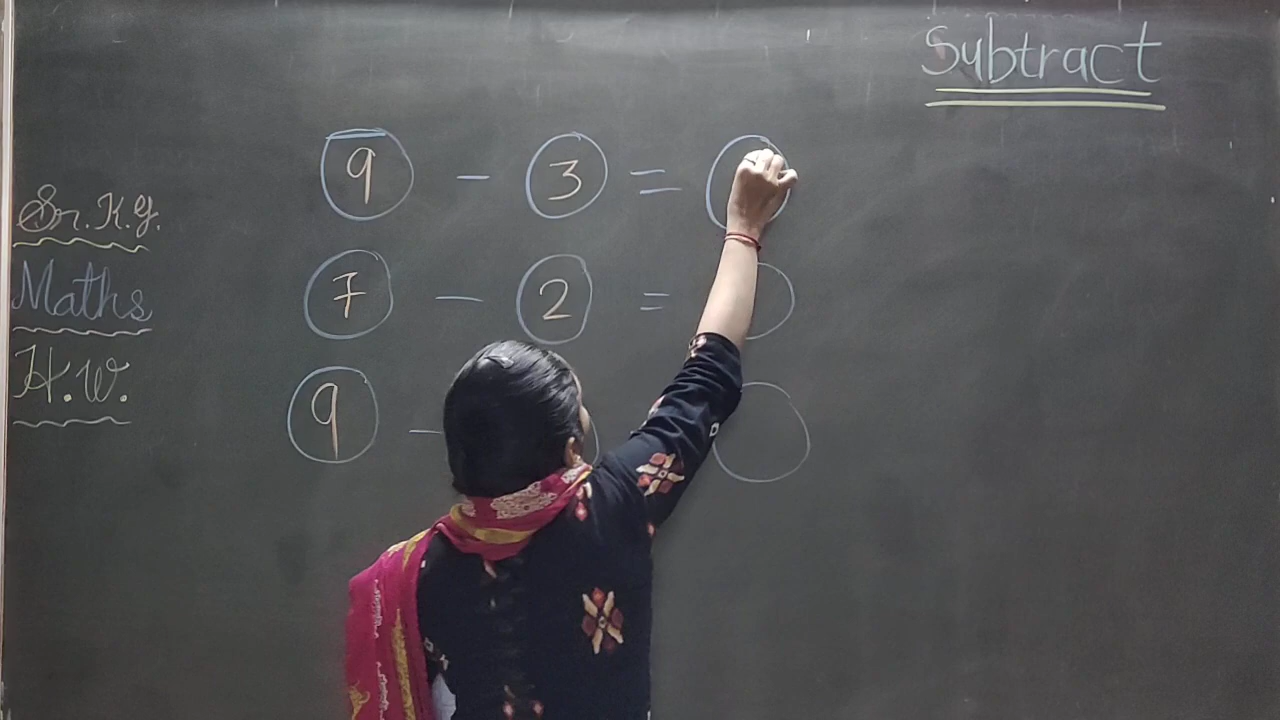 Subtract
9 - 3 =
7 - 2 =
9 -
Sr. K.G.
Maths
H.W.